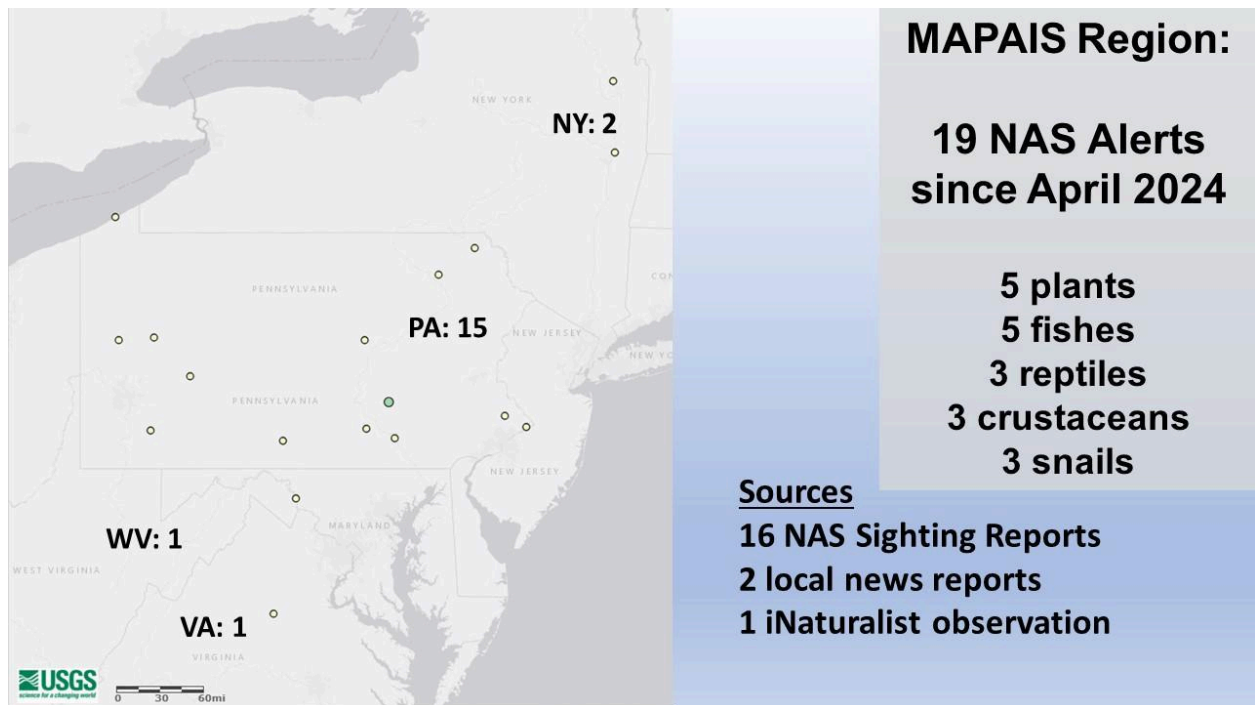 MAPAIS Region:
19 NAS Alerts
since April 2024
5 plants
5 fishes
3 reptiles
3 crustaceans
3 snails
Sources
16 NAS Sighting Reports
2 local news reports
1 iNaturalist observation
NEW YORK
NY: 2
PENNSYLVANIA
CON
PA: 15
NEW JERSEY
NEW YO
PENNSYLVANIA
NEW JERSEY
MARYLAND
WV: 1
WEST VIRGINIA
VA: 1
VIRGINIA
USGS
science for a changing world
0 30 60mi